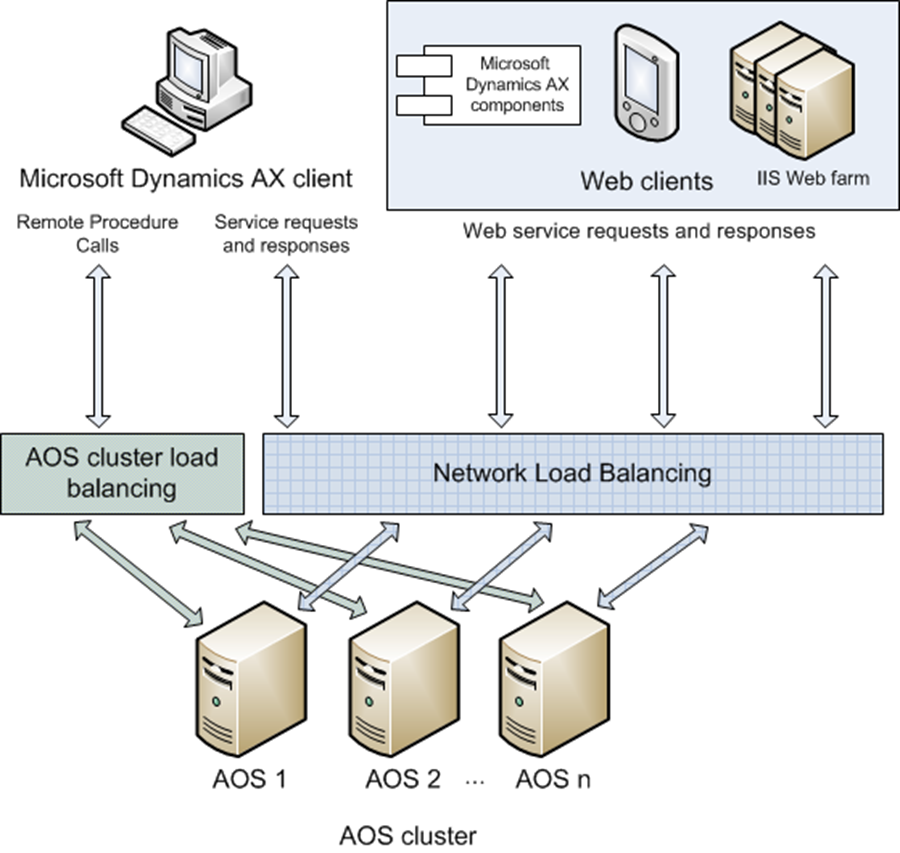 Microsoft
Dynamics AX
components
Microsoft Dynamics AX client
Web clients
IIS Web farm
Remote Procedure
Calls
Service requests
and responses
Web service requests and responses
AOS cluster load
balancing
Network Load Balancing
AOS 1
AOS 2
...
AOS n
AOS cluster